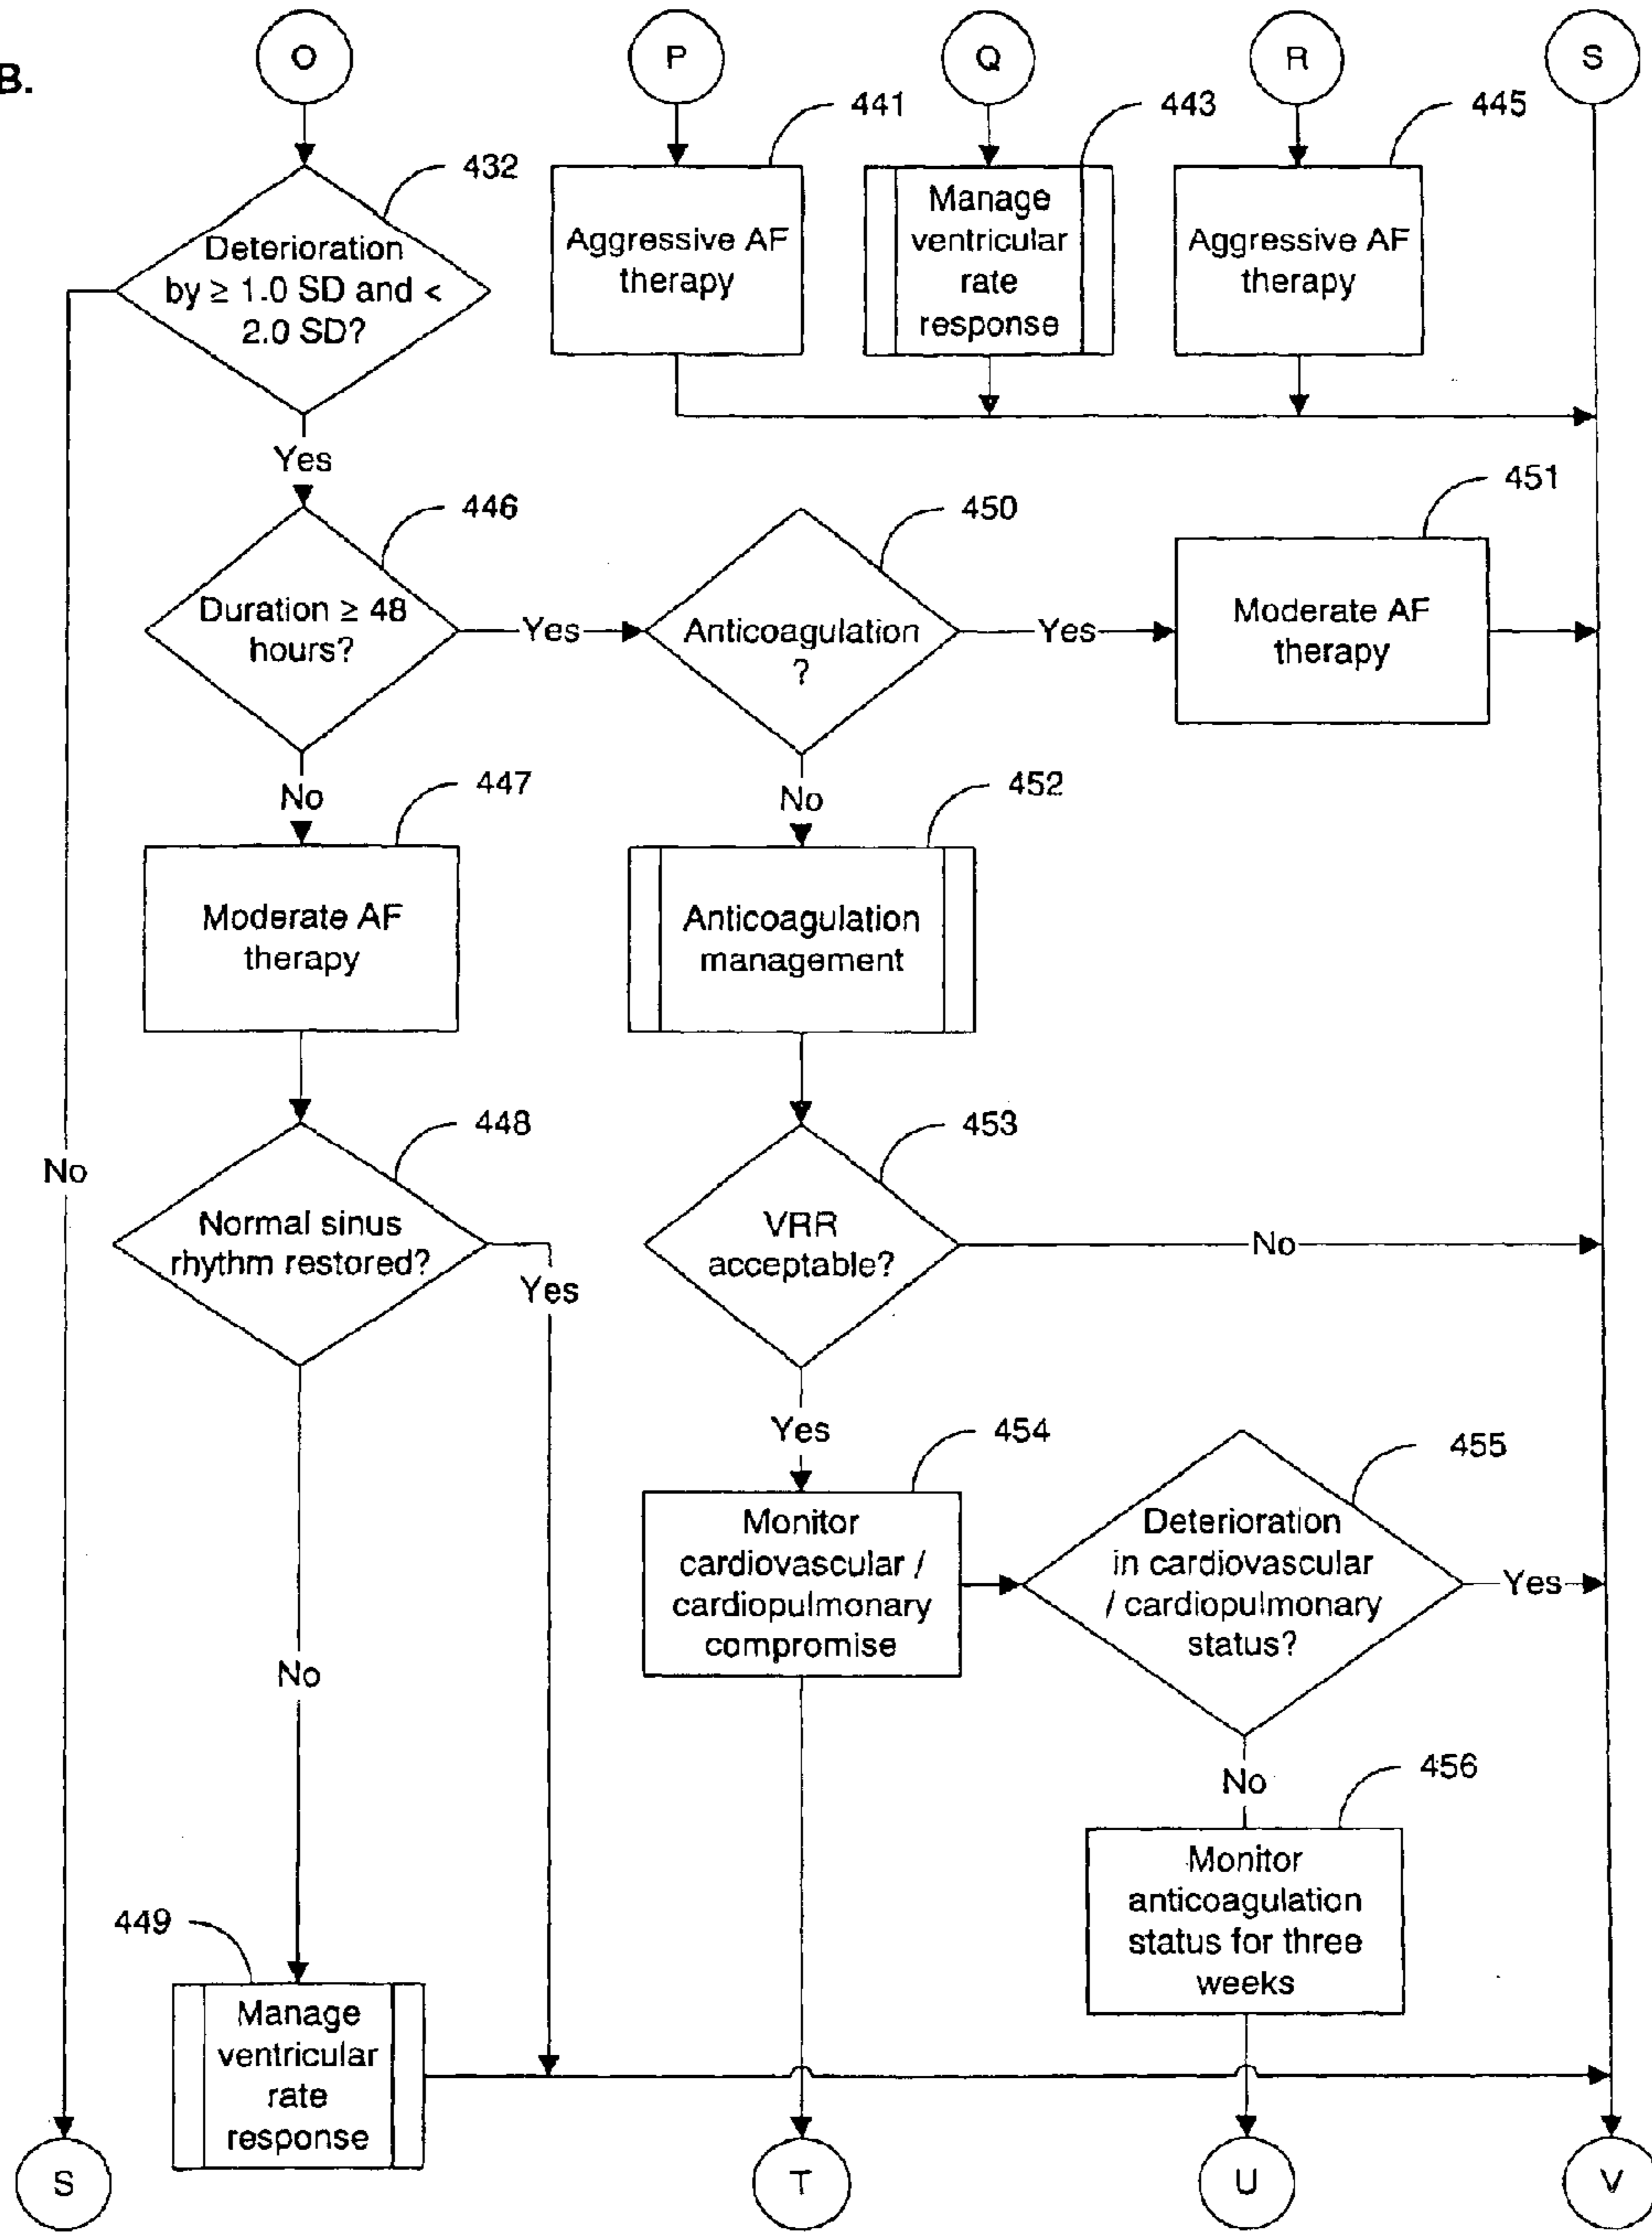 B.
O
P
Q
R
S
441
443
445
432
Deterioration
by ≥ 1.0 SD and <
2.0 SD?
Aggressive AF
therapy
Manage
ventricular
rate
response
Aggressive AF
therapy
Yes
446
450
451
Duration ≥ 48
hours?
Yes
Anticoagulation
?
Yes
Moderate AF
therapy
No
447
No
452
Moderate AF
therapy
Anticoagulation
management
448
453
No
Normal sinus
rhythm restored?
Yes
VRR
acceptable?
No
Yes
454
455
Monitor
cardiovascular /
cardiopulmonary
compromise
Deterioration
in cardiovascular
/ cardiopulmonary
status?
Yes
No
No
456
Monitor
anticoagulation
status for three
weeks
449
Manage
ventricular
rate
response
S
T
U
V